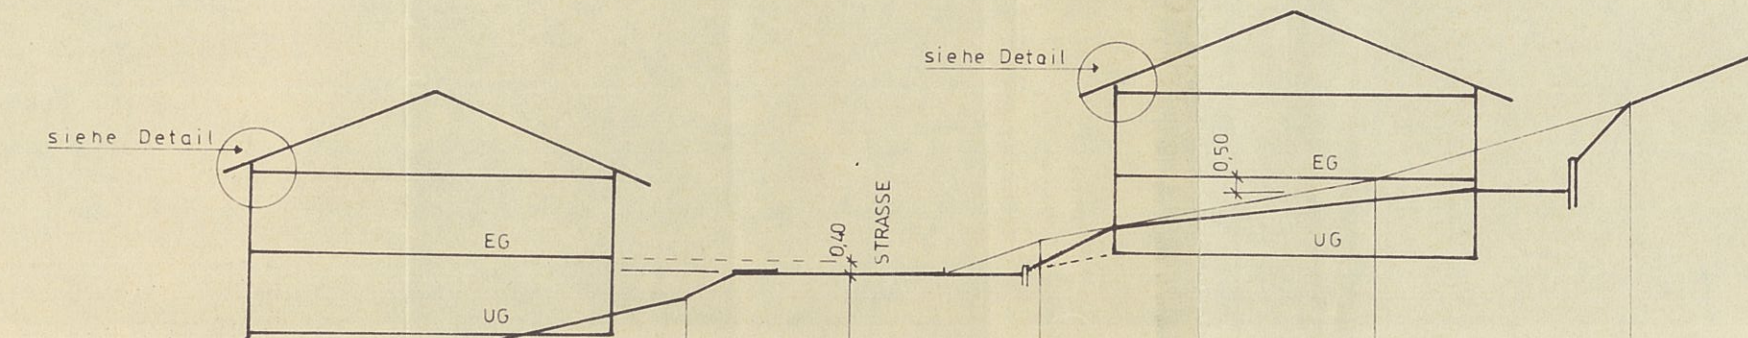 siehe Detail
EG
UG
0,40
STRASSE
siehe Detail
0,50
EG
UG